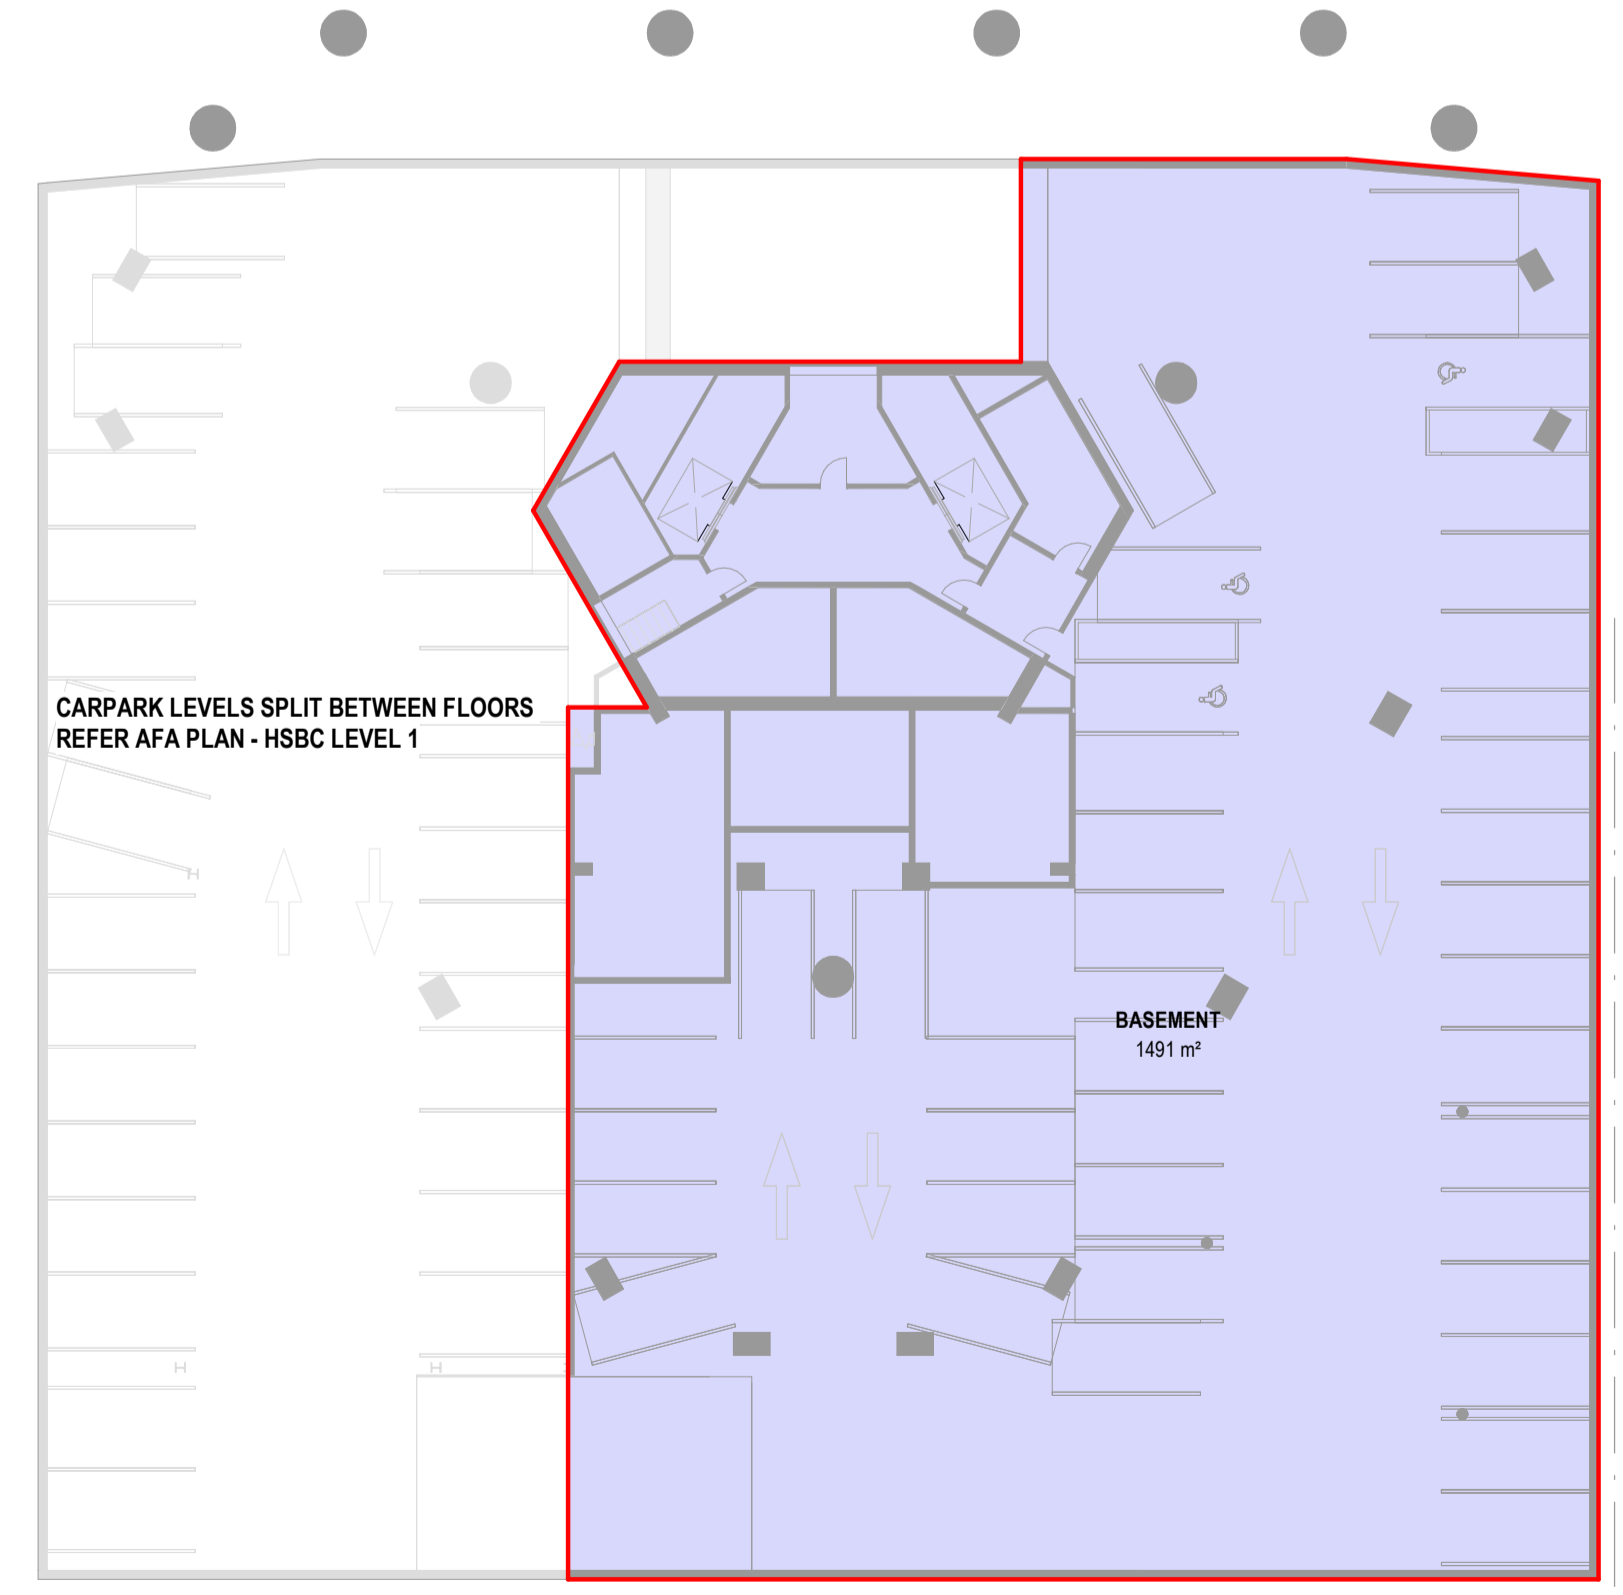 CARPARK LEVELS SPLIT BETWEEN FLOORS
REFER AFA PLAN - HSBC LEVEL 1
H
BASEMENT
1491 m²
H
H